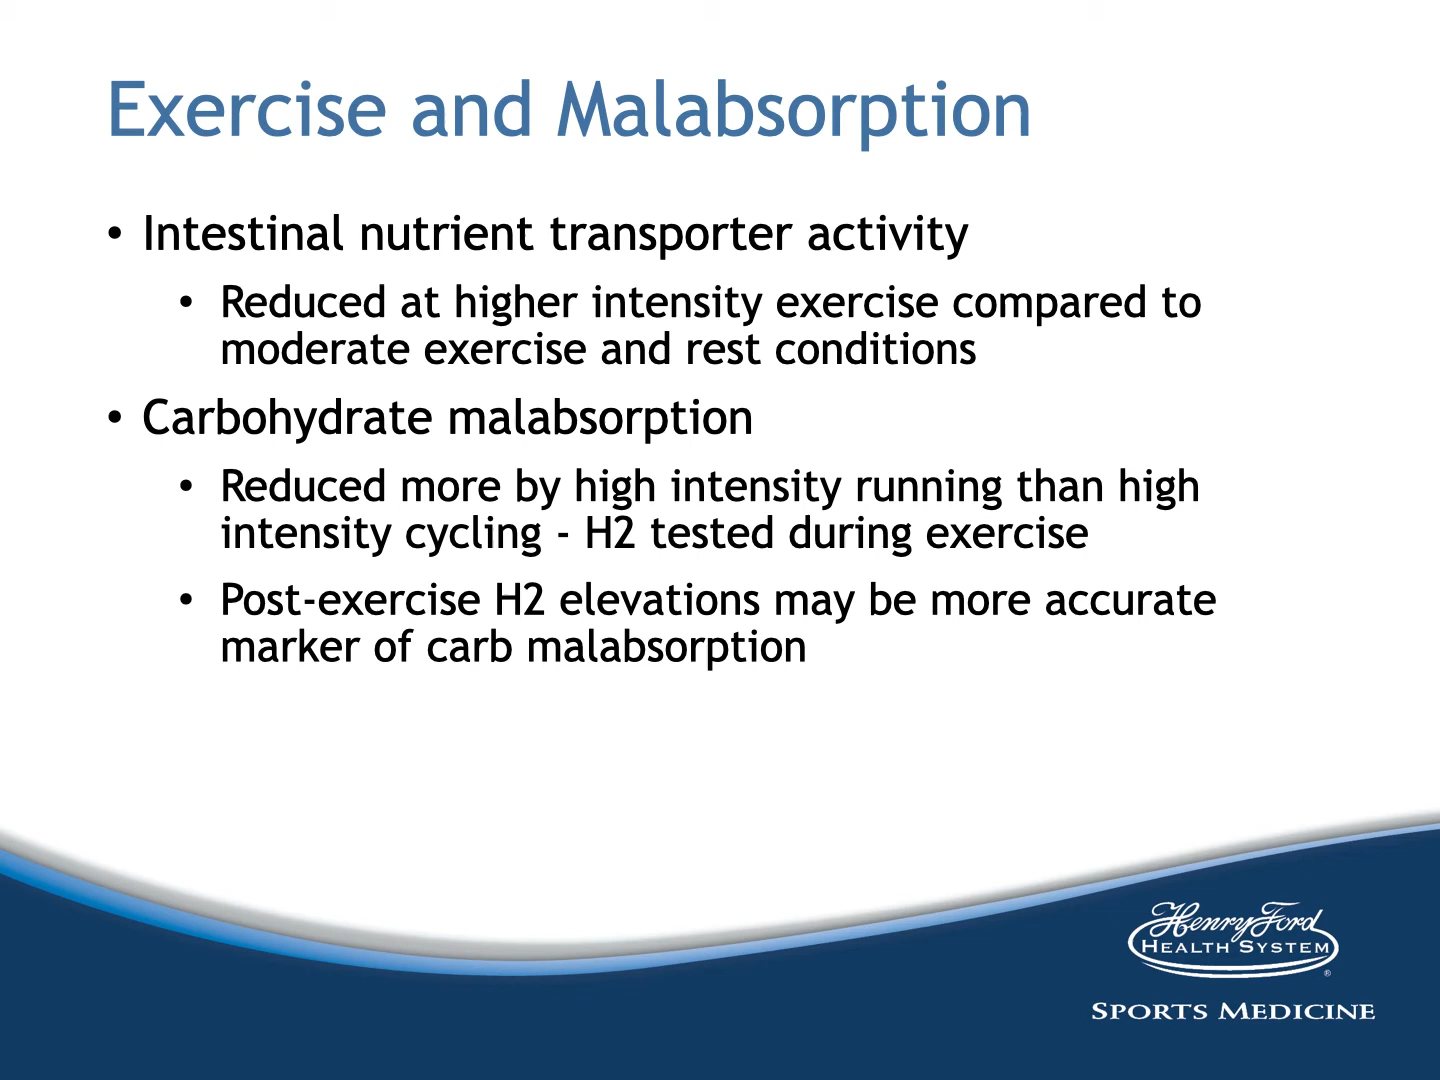 Exercise and Malabsorption
• Intestinal nutrient transporter activity
• Reduced at higher intensity exercise compared to
moderate exercise and rest conditions
• Carbohydrate malabsorption
• Reduced more by high intensity running than high
intensity cycling - H2 tested during exercise
• Post-exercise H2 elevations may be more accurate
marker of carb malabsorption
Henry Ford
HEALTH SYSTEM
®
SPORTS MEDICINE